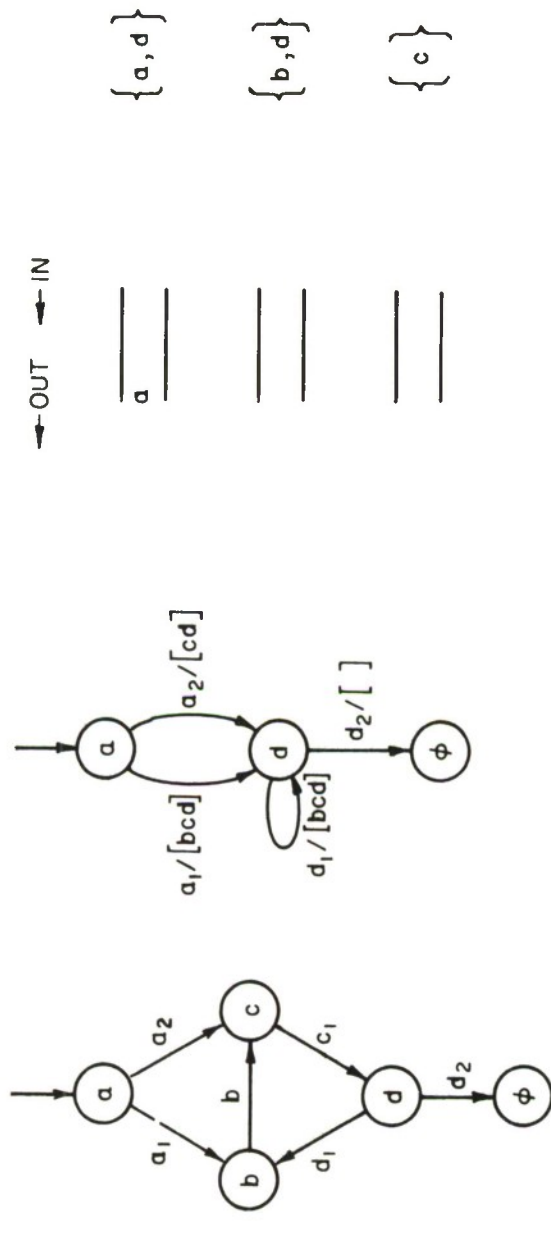 a
a₁
a₂
b
b
c
d₁
c₁
d
d₂
φ
a
a₁/[bcd]
a₂/[cd]
d
d₁/[bcd]
d₂/[ ]
φ
←OUT ←IN
a
{a,d}
{b,d}
{c}